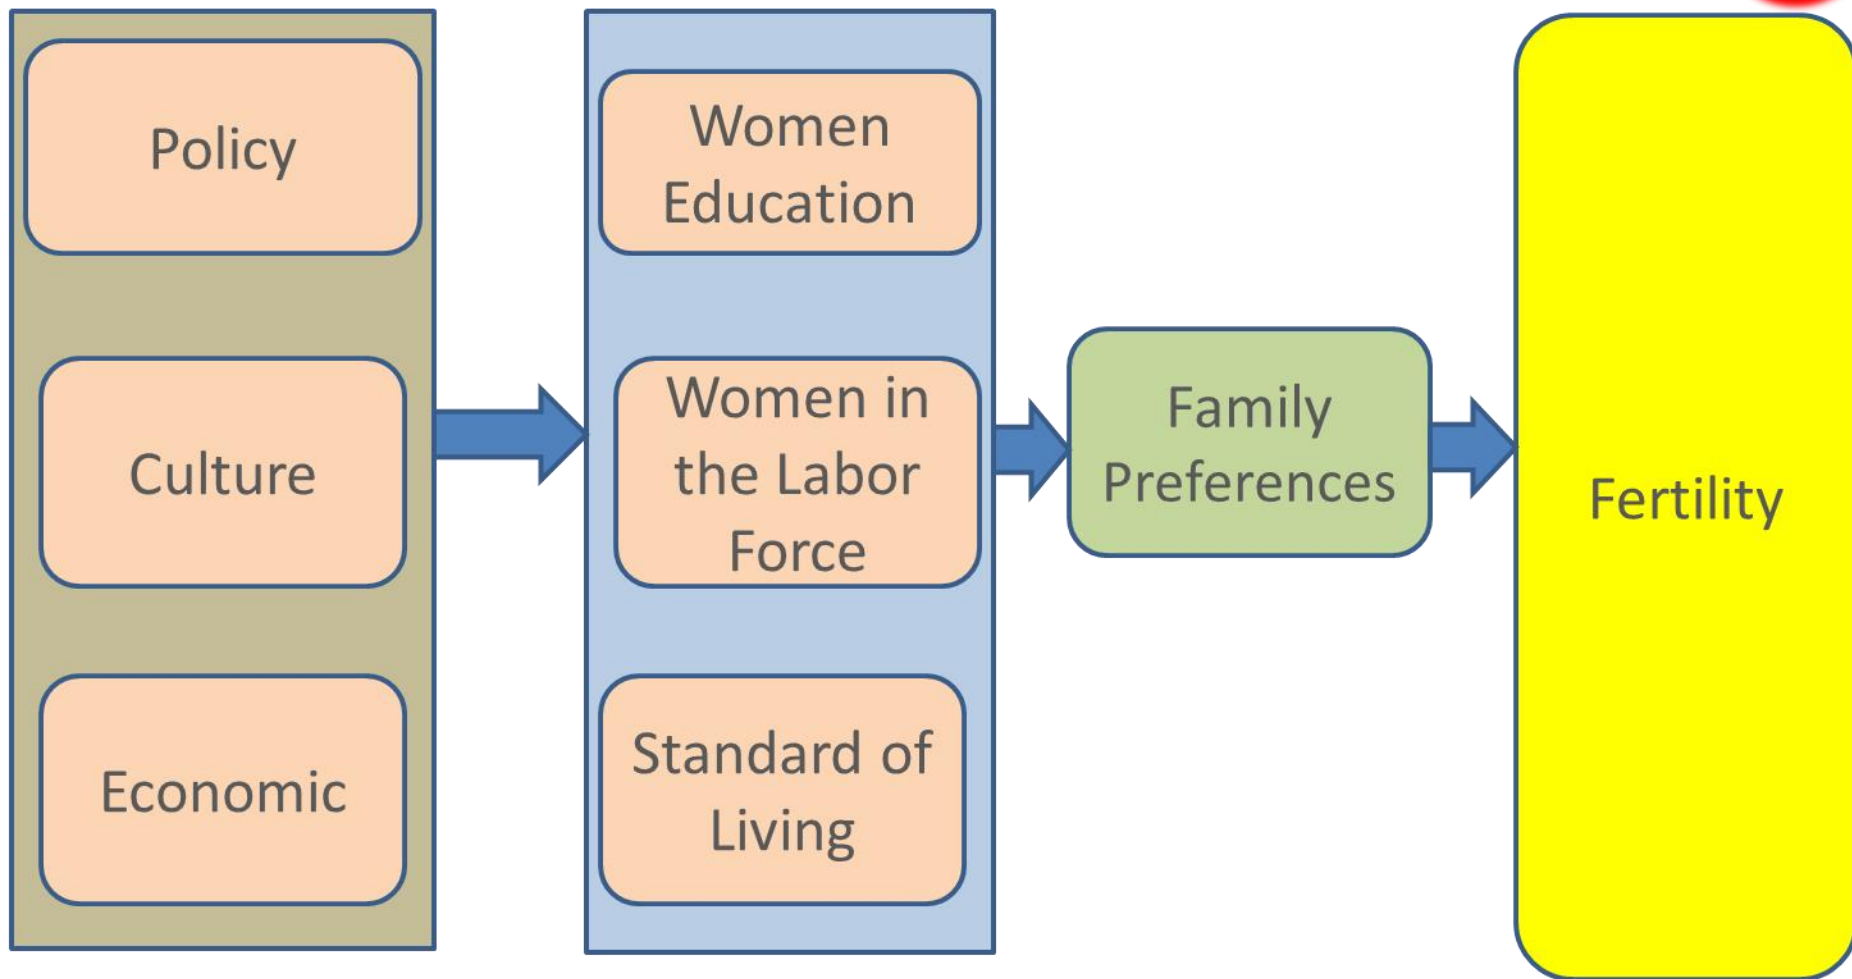 Policy
Culture
Economic
Women
Education
Women in
the Labor
Force
Standard of
Living
Family
Preferences
Fertility